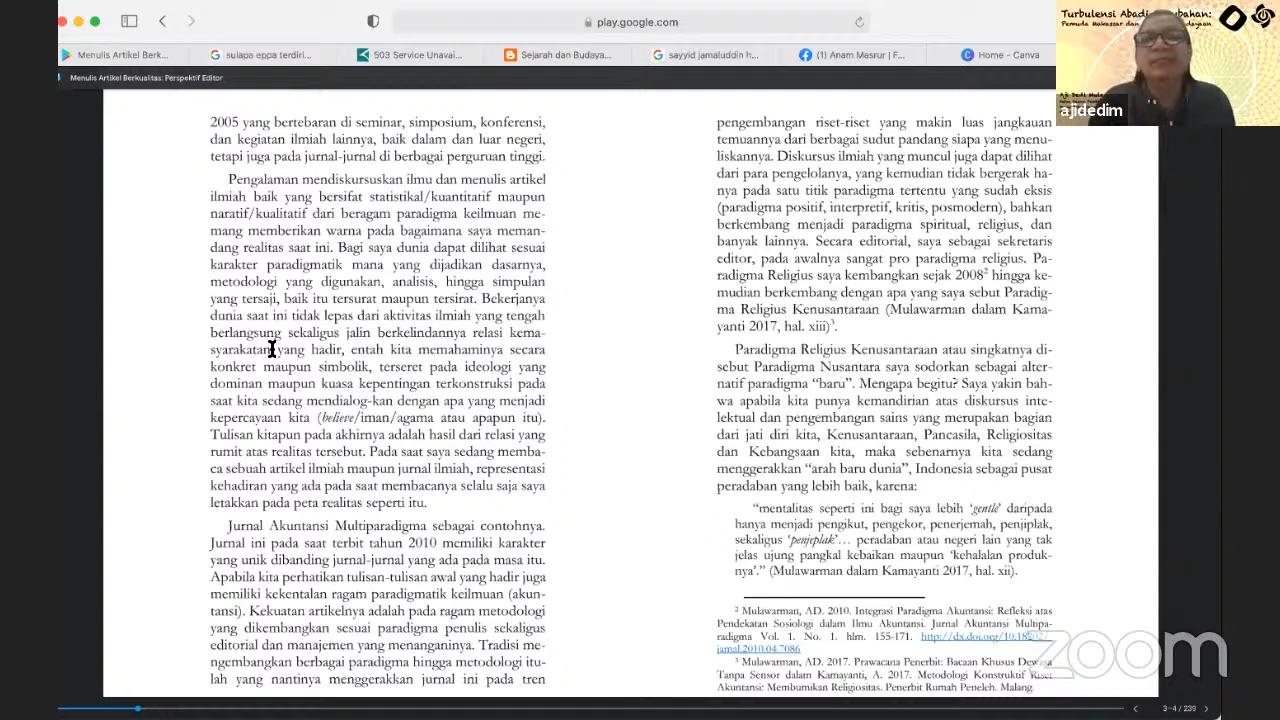 play.google.com
Menulis Artikel Berk...
sulapa eppa terdiri...
503 Service Unavai...
Sejarah dan Budaya...
sayyid jamaluddin h...
(1) Anam Masrur | F...
Home – Canva
Menulis Artikel Berkualitas: Perspektif Editor
2005 yang bertebaran di seminar, simposium, konferensi,
dan kegiatan ilmiah lainnya, baik dalam dan luar negeri,
tetapi juga pada jurnal-jurnal di berbagai perguruan tinggi.
Pengalaman mendiskursuskan ilmu dan menulis artikel
ilmiah baik yang bersifat statistikal/kuantitatif maupun
naratif/kualitatif dari beragam paradigma keilmuan me-
mang memberikan warna pada bagaimana saya meman-
dang realitas saat ini. Bagi saya dunia dapat dilihat sesuai
karakter paradigmatik mana yang dijadikan dasarnya,
metodologi yang digunakan, analisis, hingga simpulan
yang tersaji, baik itu tersurat maupun tersirat. Bekerjanya
dunia saat ini tidak lepas dari aktivitas ilmiah yang tengah
berlangsung sekaligus jalin berkelindannya relasi kema-
syarakatan yang hadir, entah kita memahaminya secara
konkret maupun simbolik, terseret pada ideologi yang
dominan maupun kuasa kepentingan terkonstruksi pada
saat kita sedang mendialog-kan dengan apa yang menjadi
kepercayaan kita (believe/iman/agama atau apapun itu).
Tulisan kitapun pada akhirnya adalah hasil dari relasi yang
rumit atas realitas tersebut. Pada saat saya sedang memba-
ca sebuah artikel ilmiah maupun jurnal ilmiah, representasi
kehadiran yang ada pada saat membacanya selalu saja saya
letakkan pada peta realitas seperti itu.
Jurnal Akuntansi Multiparadigma sebagai contohnya.
Jurnal ini pada saat terbit tahun 2010 memiliki karakter
yang unik dibanding jurnal-jurnal yang ada pada masa itu.
Apabila kita perhatikan tulisan-tulisan awal yang hadir juga
memiliki kekentalan ragam paradigmatik keilmuan (akun-
tansi). Kekuatan artikelnya adalah pada ragam metodologi
yang dikembangkan sesuai paradigma penulis sekaligus
editorial dan manajemen yang menanganinya. Tradisi me-
ngembangkan berbagai paradigma hingga metodologi itu-
lah yang nantinya menggerakkan jurnal ini pada tren
pengembangan riset-riset yang makin luas jangkauan
temuannya dari berbagai sudut pandang siapa yang menu-
liskannya. Diskursus ilmiah yang muncul juga dapat dilihat
dari para pengelolanya, yang kemudian tidak bergerak ha-
nya pada satu titik paradigma tertentu yang sudah eksis
(paradigma positif, interpretif, kritis, posmodern), bahkan
berkembang menjadi paradigma spiritual, religius, dan
banyak lainnya. Secara editorial, saya sebagai sekretaris
editor, pada awalnya sangat pro paradigma religius. Pa-
radigma Religius saya kembangkan sejak 2008² hingga ke-
mudian berkembang dengan apa yang saya sebut Paradig-
ma Religius Kenusantaraan (Mulawarman dalam Kama-
yanti 2017, hal. xiii)³.
Paradigma Religius Kenusantaraan atau singkatnya di-
sebut Paradigma Nusantara saya sodorkan sebagai alter-
natif paradigma “baru”. Mengapa begitu? Saya yakin bah-
wa apabila kita punya kemandirian atas diskursus inte-
lektual dan pengembangan sains yang merupakan bagian
dari jati diri kita, Kenusantaraan, Pancasila, Religiositas
dan Kebangsaan kita, maka sebenarnya kita sedang
menggerakkan “arah baru dunia”, Indonesia sebagai pusat
peradaban yang lebih baik, karena:
“mentalitas seperti ini bagi saya lebih ‘gentle’ daripada
hanya menjadi pengikut, pengekor, penerjemah, penjiplak,
sekaligus ‘penjeplak’... peradaban atau negeri lain yang tak
jelas ujung pangkal kebaikan maupun ‘kehalalan produk-
nya’.” (Mulawarman dalam Kamayanti 2017, hal. xii).
² Mulawarman, AD. 2010. Integrasi Paradigma Akuntansi: Refleksi atas
Pendekatan Sosiologi dalam Ilmu Akuntansi. Jurnal Akuntansi Multipa-
radigma Vol. 1. No. 1. hlm. 155-171. http://dx.doi.org/10.18202/
jamal.2010.04.7086
³ Mulawarman, AD. 2017. Prawacana Penerbit: Bacaan Khusus Dewasa
Tanpa Sensor dalam Kamayanti, A. 2017. Metodologi Konstruktif Riset
Akuntansi: Membumikan Religiositas. Penerbit Rumah Peneleh. Malang.
3-4 / 239
Turbulensi Abadi
ubahan:
Pemuda Makassar da
dayaan
Aji Dedi Mula
ajidedim
zoom